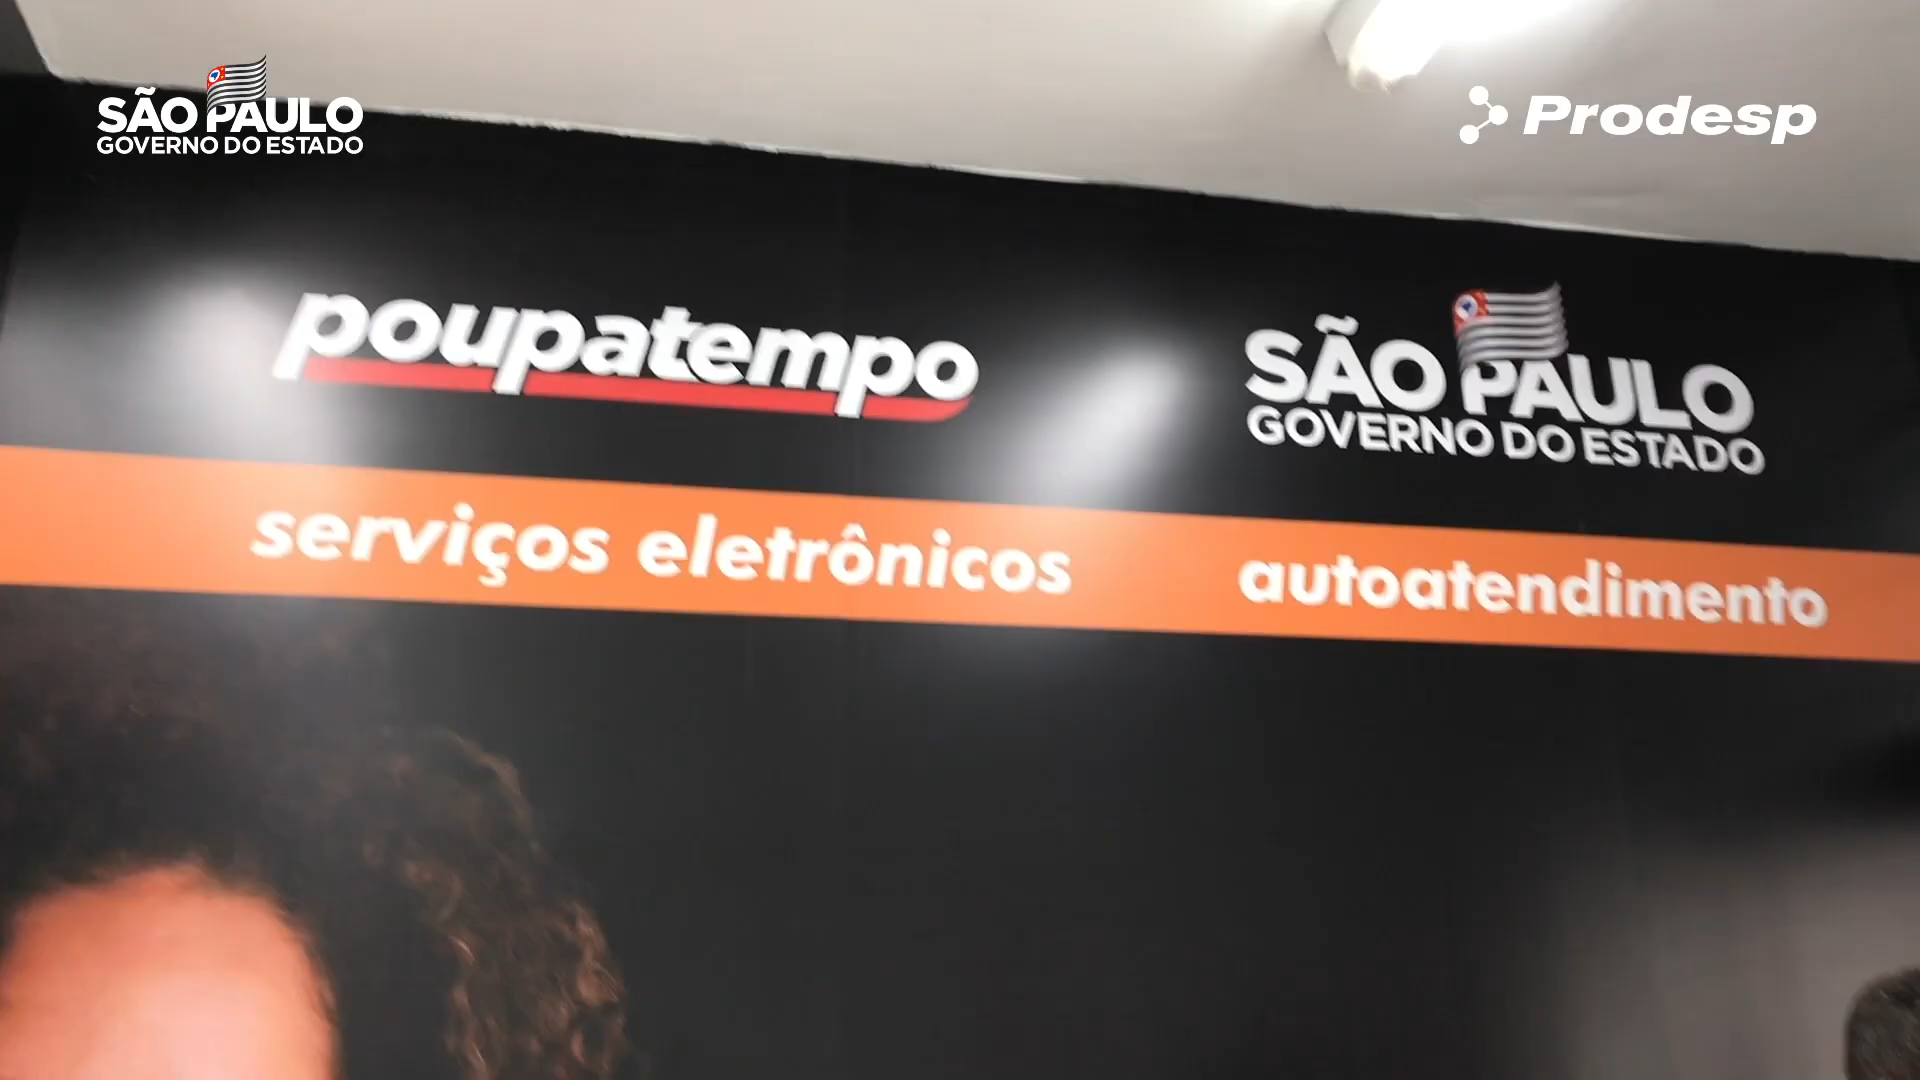 SÃO PAULO
GOVERNO DO ESTADO
Prodesp
poupatempo
SÃO PAULO
GOVERNO DO ESTADO
serviços eletrônicos
autoatendimento